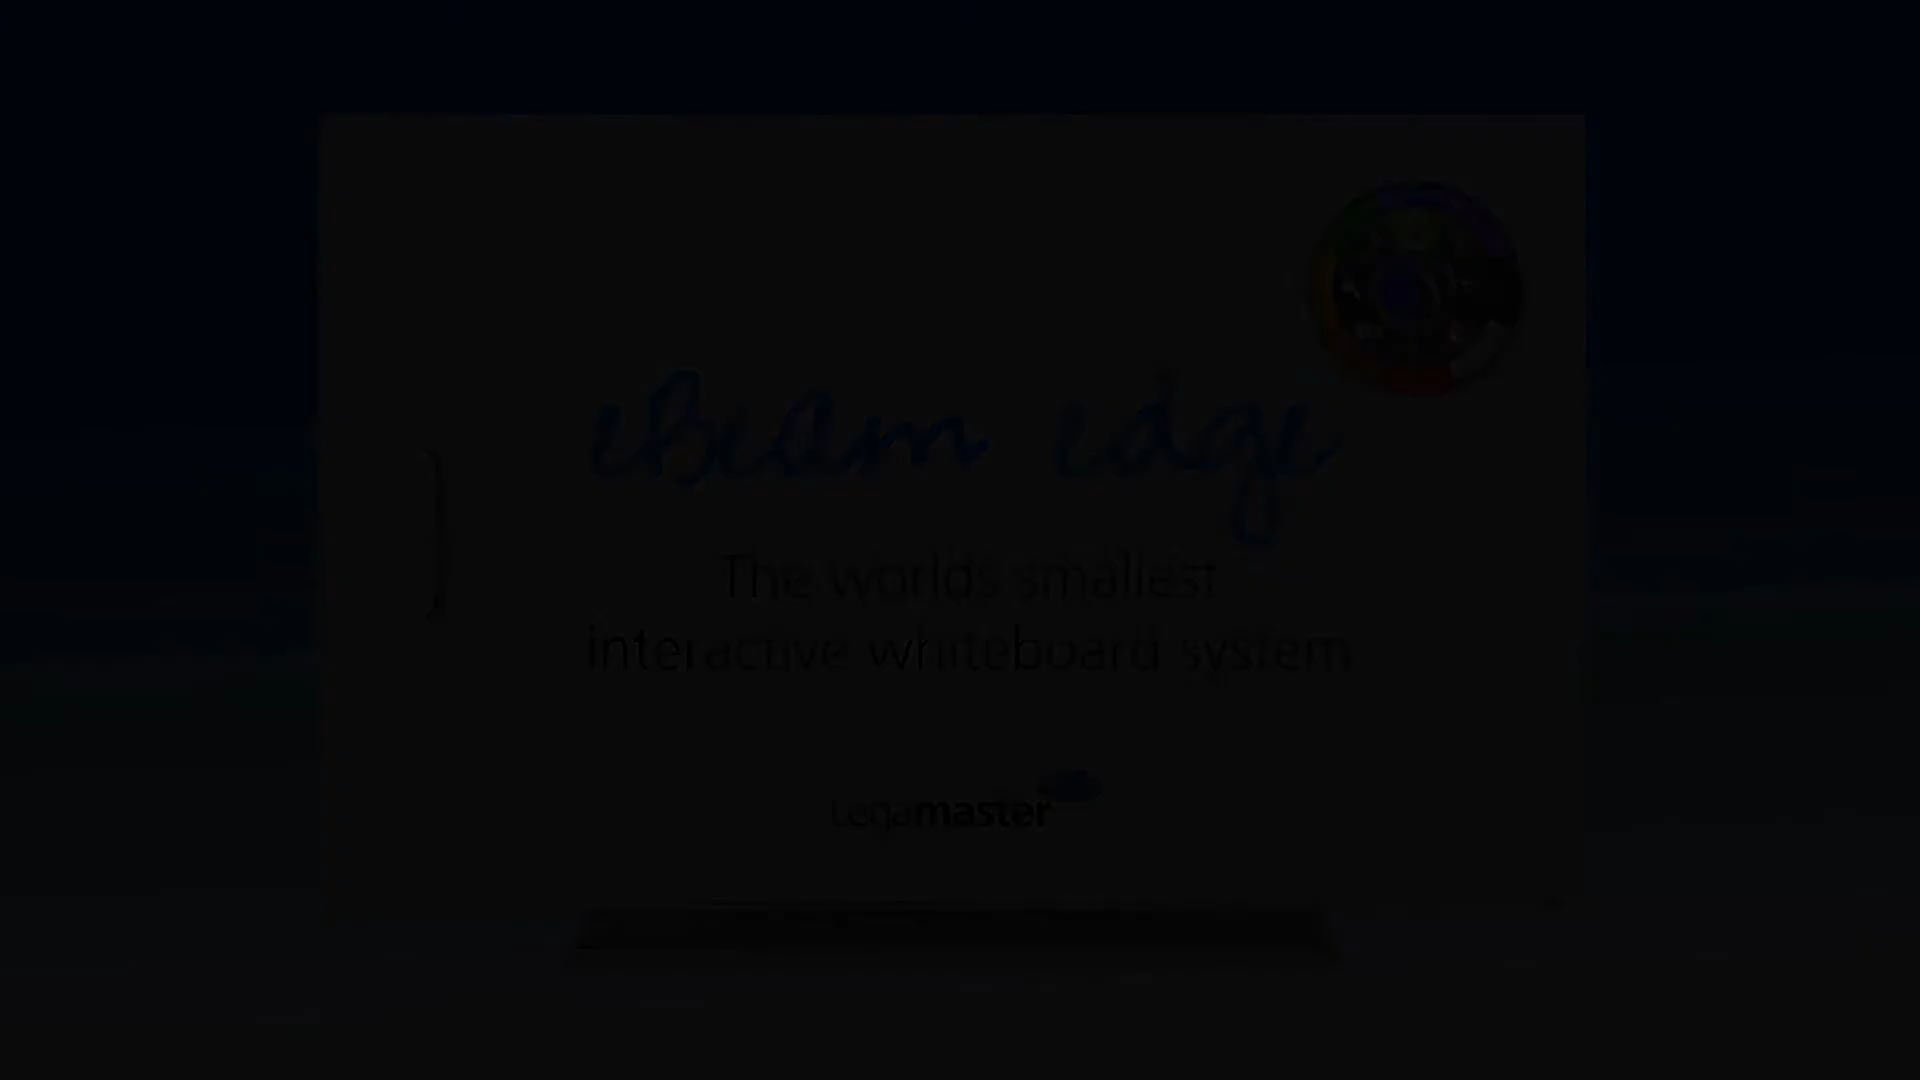 eBeam edge
The worlds smallest
interactive whiteboard system
Legamaster